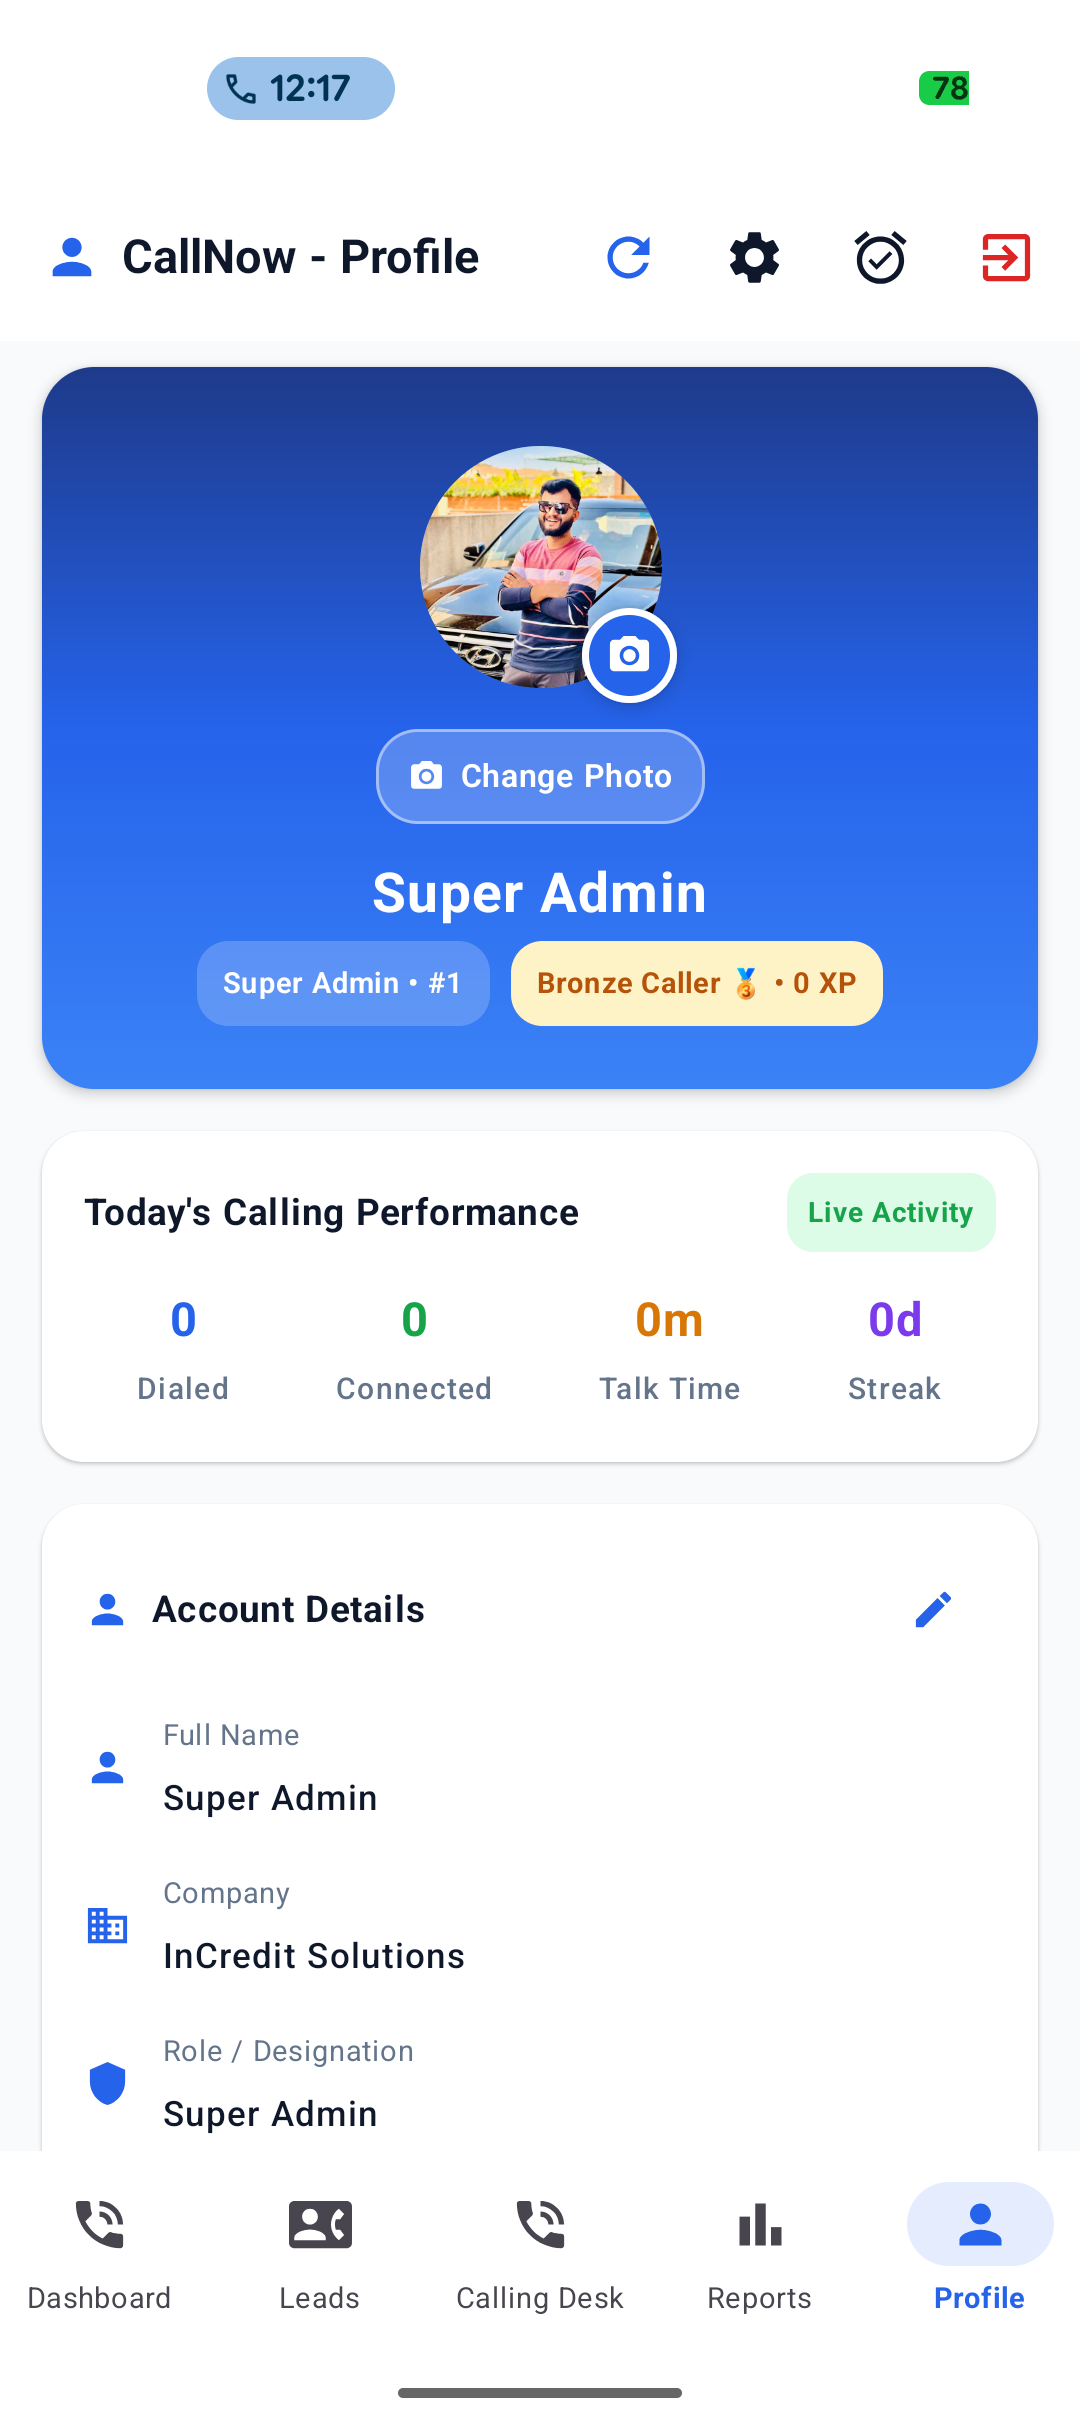 12:17
78
CallNow - Profile
Change Photo
Super Admin
Super Admin • #1
Bronze Caller 🥉 • 0 XP
Today's Calling Performance
Live Activity
0 0 0m 0d
Dialed Connected Talk Time Streak
Account Details
Full Name
Super Admin
Company
InCredit Solutions
Role / Designation
Super Admin
Dashboard Leads Calling Desk Reports Profile